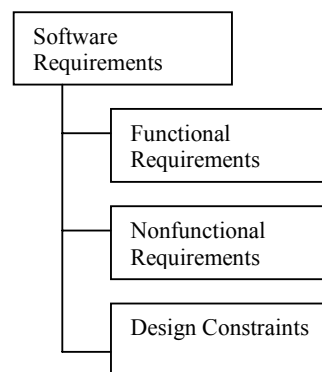 Software
Requirements
Functional
Requirements
Nonfunctional
Requirements
Design Constraints